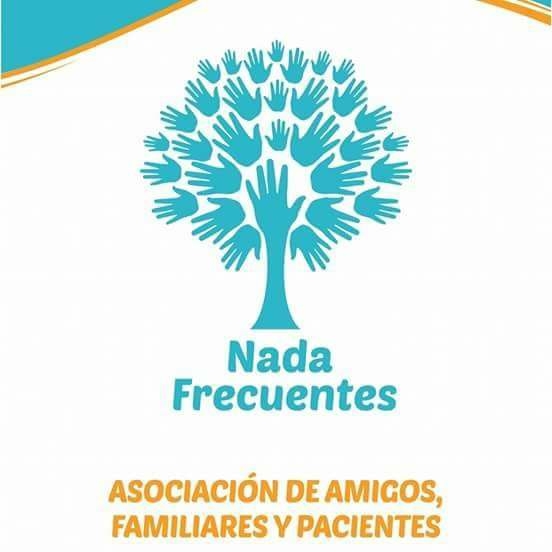 Nada
Frecuentes
ASOCIACIÓN DE AMIGOS,
FAMILIARES Y PACIENTES